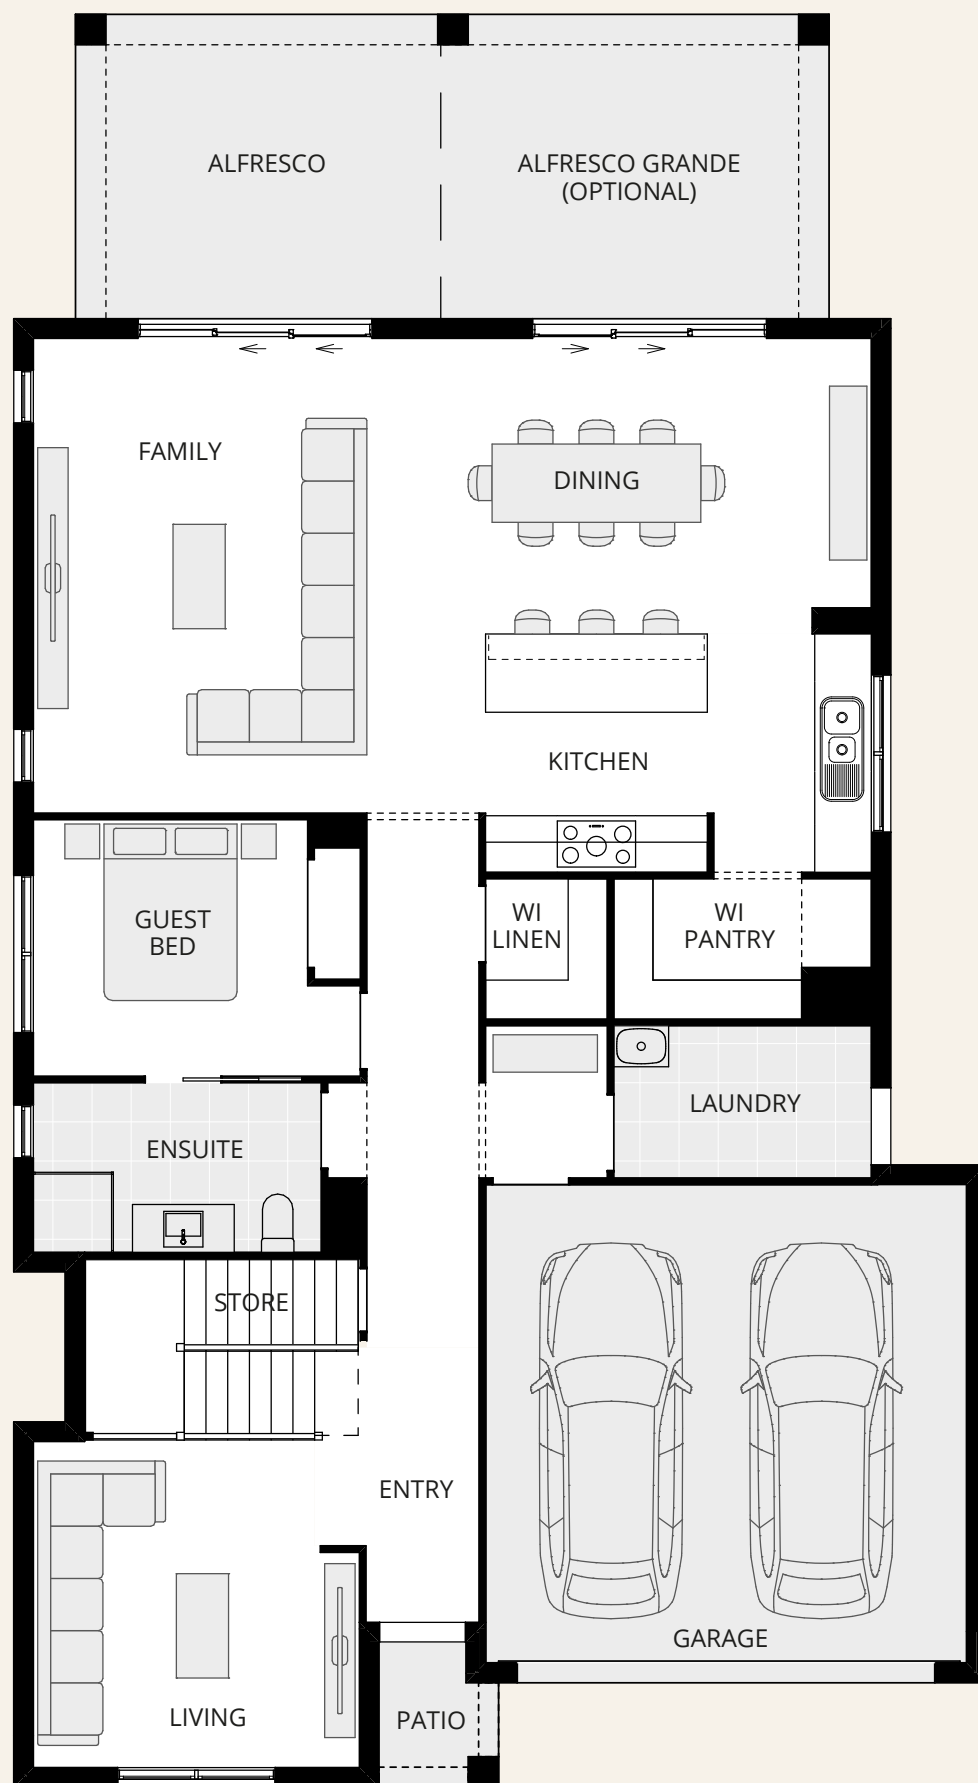 ALFRESCO
ALFRESCO GRANDE
(OPTIONAL)
FAMILY
DINING
KITCHEN
GUEST
BED
WI
LINEN
WI
PANTRY
LAUNDRY
ENSUITE
STORE
ENTRY
GARAGE
LIVING
PATIO